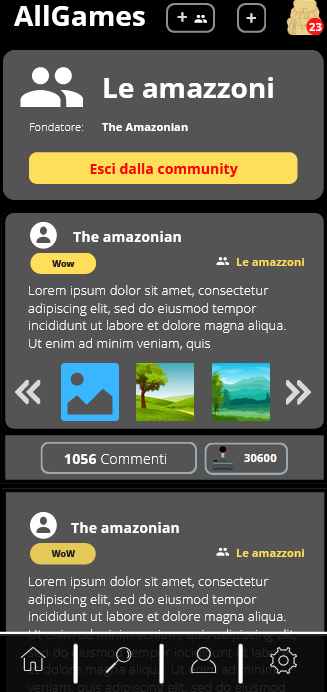 AllGames
+
+
23
Le amazzoni
Fondatore: The Amazonian
Esci dalla community
The amazonian
Wow
Le amazzoni
Lorem ipsum dolor sit amet, consectetur
adipiscing elit, sed do eiusmod tempor
incididunt ut labore et dolore magna aliqua.
Ut enim ad minim veniam, quis
1056 Commenti
30600
The amazonian
WoW
Le amazzoni
Lorem ipsum dolor sit amet, consectetur
adipiscing elit, sed do eiusmod tempor
incididunt ut labore et dolore magna aliqua.